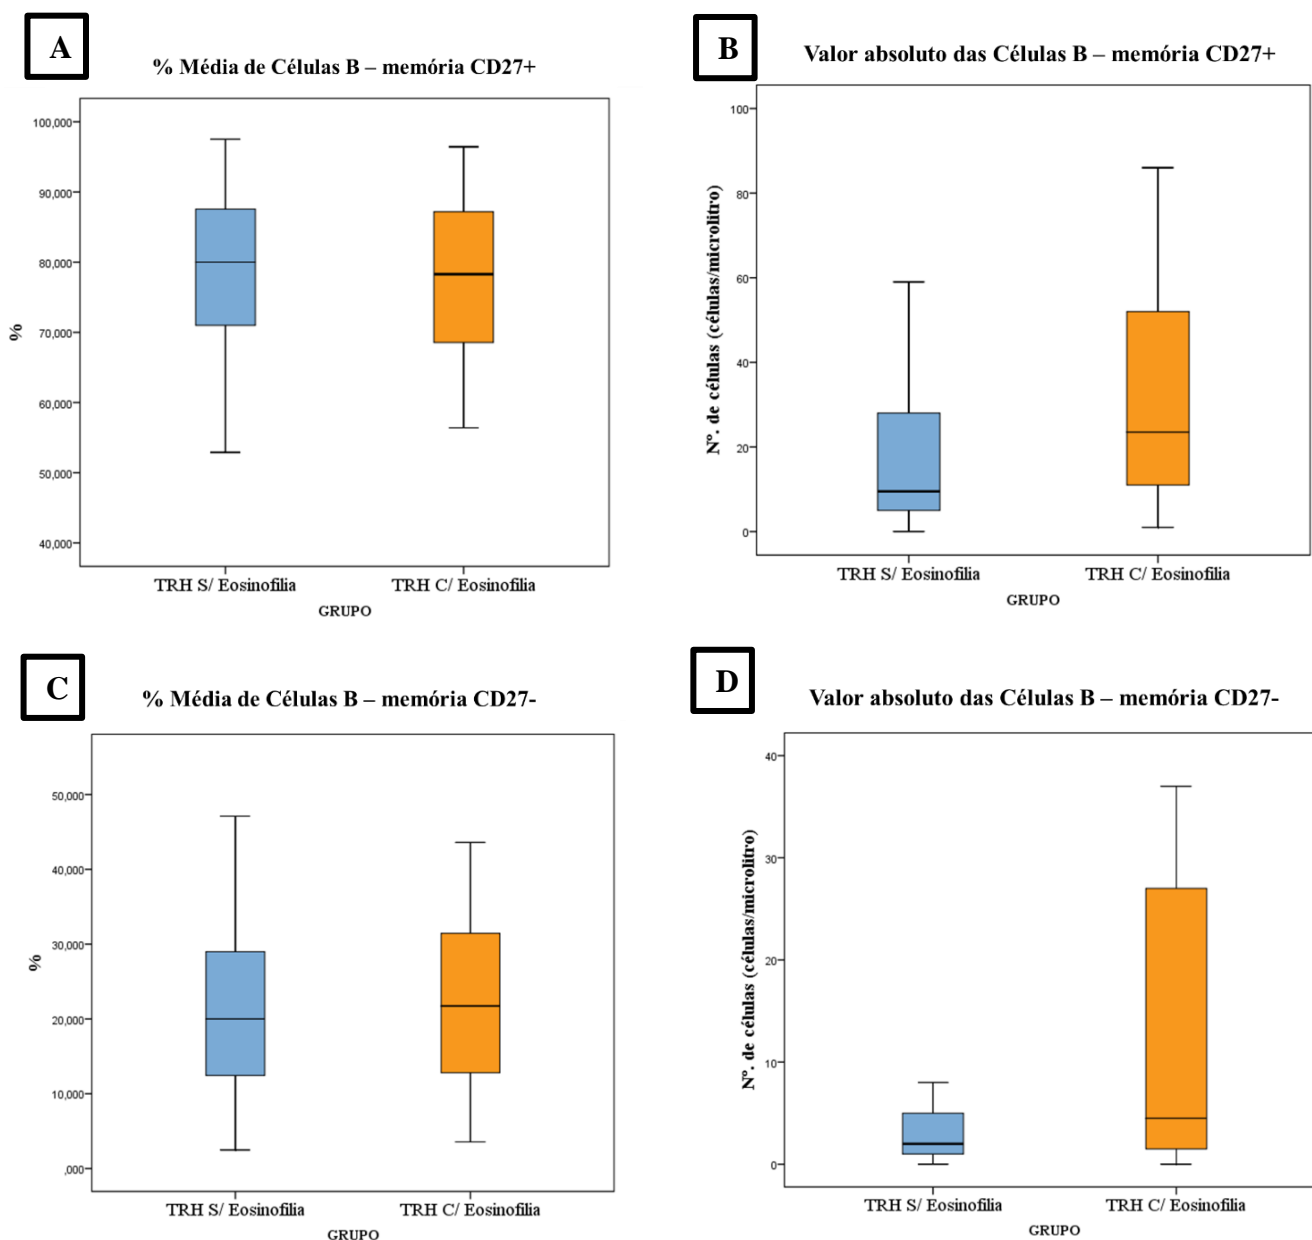 A
% Média de Células B – memória CD27+
100,000
90,000
80,000
70,000
60,000
50,000
40,000
%
TRH S/ Eosinofilia
TRH C/ Eosinofilia
GRUPO
B
Valor absoluto das Células B – memória CD27+
100
80
60
40
20
0
Nº. de células (células/microlitro)
TRH S/ Eosinofilia
TRH C/ Eosinofilia
GRUPO
C
% Média de Células B – memória CD27-
50,000
40,000
30,000
20,000
10,000
,000
%
TRH S/ Eosinofilia
TRH C/ Eosinofilia
GRUPO
D
Valor absoluto das Células B – memória CD27-
40
30
20
10
0
Nº. de células (células/microlitro)
TRH S/ Eosinofilia
TRH C/ Eosinofilia
GRUPO